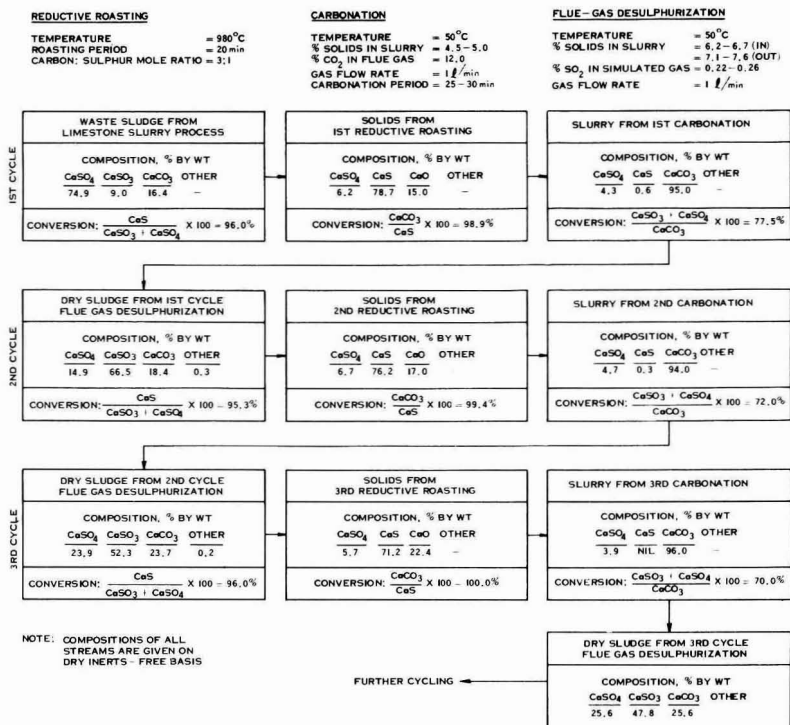 REDUCTIVE ROASTING
TEMPERATURE = 980°C
ROASTING PERIOD = 20 min
CARBON: SULPHUR MOLE RATIO = 3:1
CARBONATION
TEMPERATURE = 50°C
% SOLIDS IN SLURRY = 4.5-5.0
% CO2 IN FLUE GAS = 12.0
GAS FLOW RATE = 1 l/min
CARBONATION PERIOD = 25-30 min
FLUE-GAS DESULPHURIZATION
TEMPERATURE = 50°C
% SOLIDS IN SLURRY = 6.2-6.7 (IN)
= 7.1-7.6 (OUT)
% SO2 IN SIMULATED GAS = 0.22-0.26
GAS FLOW RATE = 1 l/min
1ST CYCLE
WASTE SLUDGE FROM
LIMESTONE SLURRY PROCESS
COMPOSITION, % BY WT
CaSO4 CaSO3 CaCO3 OTHER
74.9 9.0 16.4 –
CONVERSION: CaS / CaSO3 + CaSO4 X 100 = 96.0%
SOLIDS FROM
1ST REDUCTIVE ROASTING
COMPOSITION, % BY WT
CaSO4 CaS CaO OTHER
6.2 78.7 15.0 –
CONVERSION: CaCO3 / CaS X 100 = 98.9%
SLURRY FROM 1ST CARBONATION
COMPOSITION, % BY WT
CaSO4 CaS CaCO3 OTHER
4.3 0.6 95.0 –
CONVERSION: CaSO3 + CaSO4 / CaCO3 X 100 = 77.5%
2ND CYCLE
DRY SLUDGE FROM 1ST CYCLE
FLUE GAS DESULPHURIZATION
COMPOSITION, % BY WT
CaSO4 CaSO3 CaCO3 OTHER
14.9 66.5 18.4 0.3
CONVERSION: CaS / CaSO3 + CaSO4 X 100 = 95.3%
SOLIDS FROM
2ND REDUCTIVE ROASTING
COMPOSITION, % BY WT
CaSO4 CaS CaO OTHER
6.7 76.2 17.0 –
CONVERSION: CaCO3 / CaS X 100 = 99.4%
SLURRY FROM 2ND CARBONATION
COMPOSITION, % BY WT
CaSO4 CaS CaCO3 OTHER
4.7 0.3 94.0 –
CONVERSION: CaSO3 + CaSO4 / CaCO3 X 100 = 72.0%
3RD CYCLE
DRY SLUDGE FROM 2ND CYCLE
FLUE GAS DESULPHURIZATION
COMPOSITION, % BY WT
CaSO4 CaSO3 CaCO3 OTHER
23.9 52.3 23.7 0.2
CONVERSION: CaS / CaSO3 + CaSO4 X 100 = 96.0%
SOLIDS FROM
3RD REDUCTIVE ROASTING
COMPOSITION, % BY WT
CaSO4 CaS CaO OTHER
5.7 71.2 22.4 –
CONVERSION: CaCO3 / CaS X 100 – 100.0%
SLURRY FROM 3RD CARBONATION
COMPOSITION, % BY WT
CaSO4 CaS CaCO3 OTHER
3.9 NIL 96.0 –
CONVERSION: CaSO3 + CaSO4 / CaCO3 X 100 = 70.0%
NOTE: COMPOSITIONS OF ALL
STREAMS ARE GIVEN ON
DRY INERTS - FREE BASIS
FURTHER CYCLING
DRY SLUDGE FROM 3RD CYCLE
FLUE GAS DESULPHURIZATION
COMPOSITION, % BY WT
CaSO4 CaSO3 CaCO3 OTHER
25.6 47.8 25.6